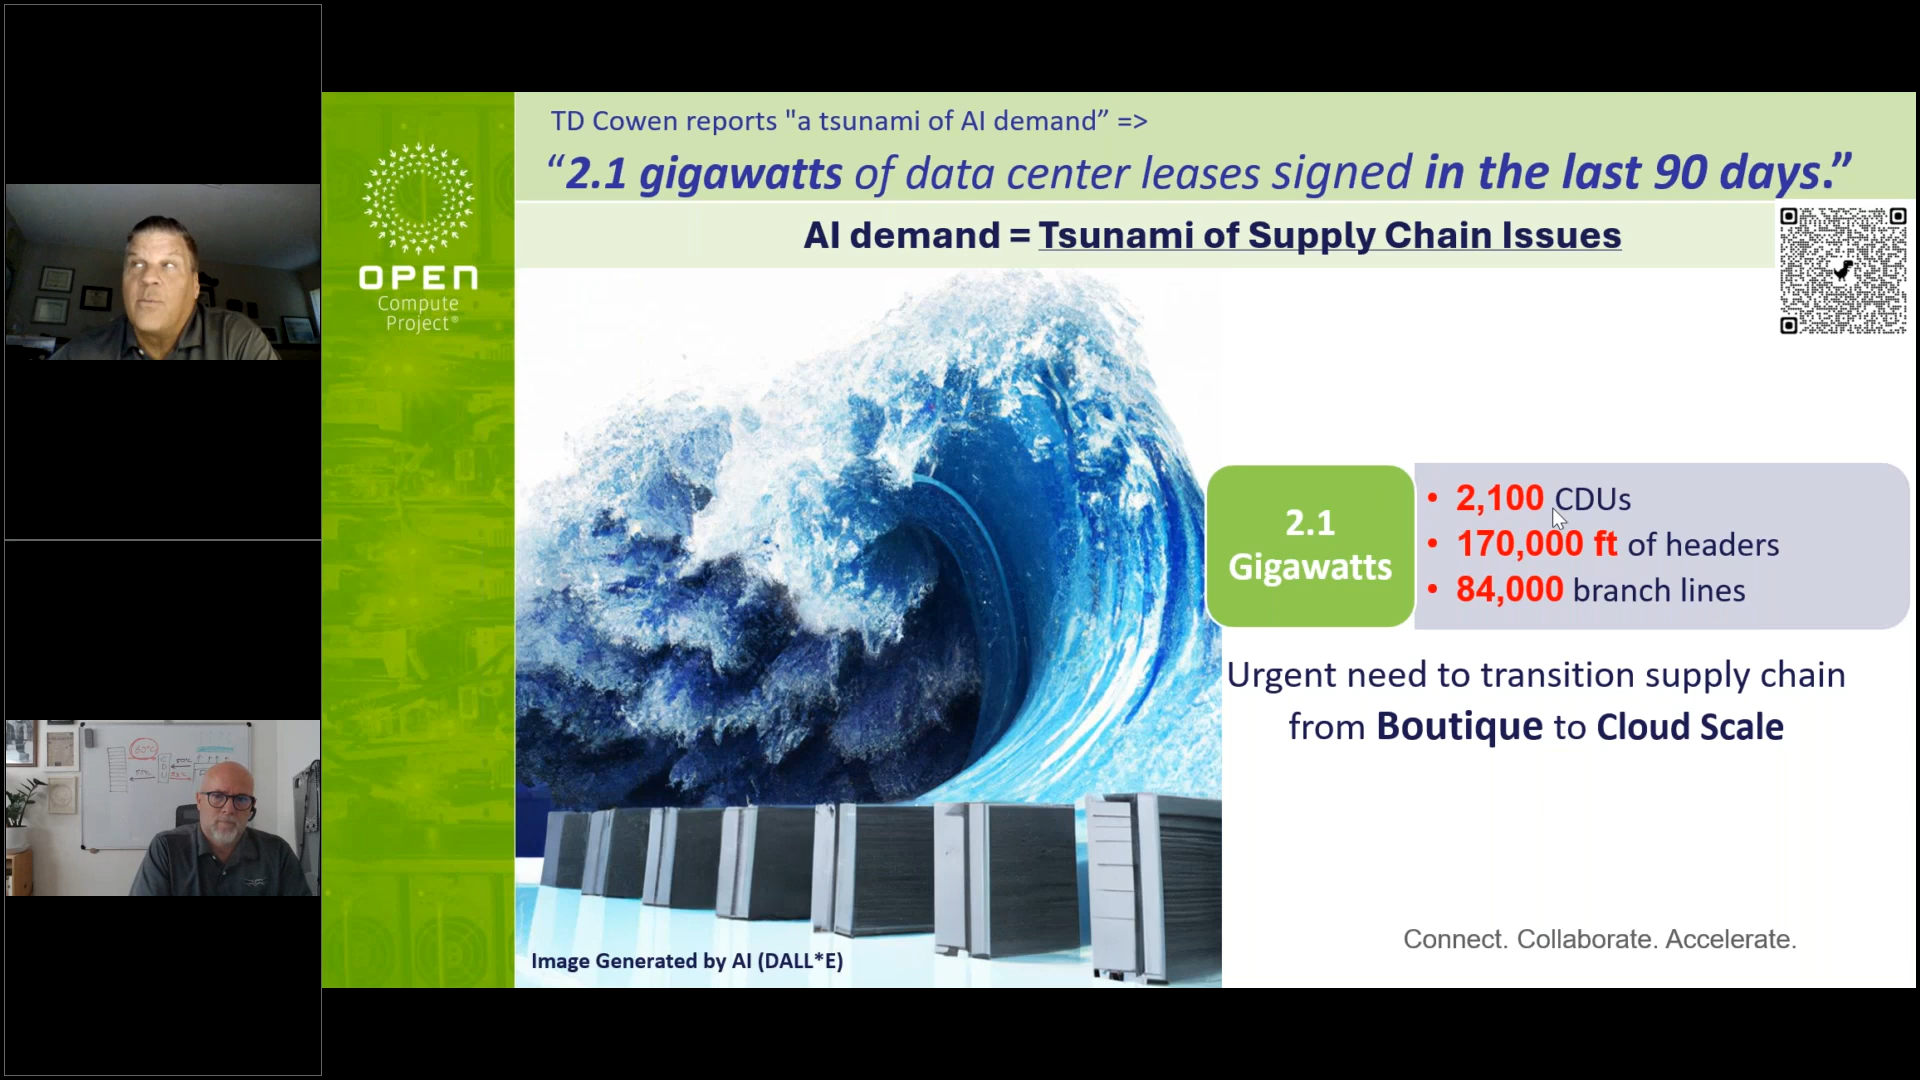 TD Cowen reports "a tsunami of AI demand” =>
“2.1 gigawatts of data center leases signed in the last 90 days.”
AI demand = Tsunami of Supply Chain Issues
OPEN
Compute
Project®
2.1
Gigawatts
• 2,100 CDUs
• 170,000 ft of headers
• 84,000 branch lines
Urgent need to transition supply chain
from Boutique to Cloud Scale
Image Generated by AI (DALL*E)
Connect. Collaborate. Accelerate.